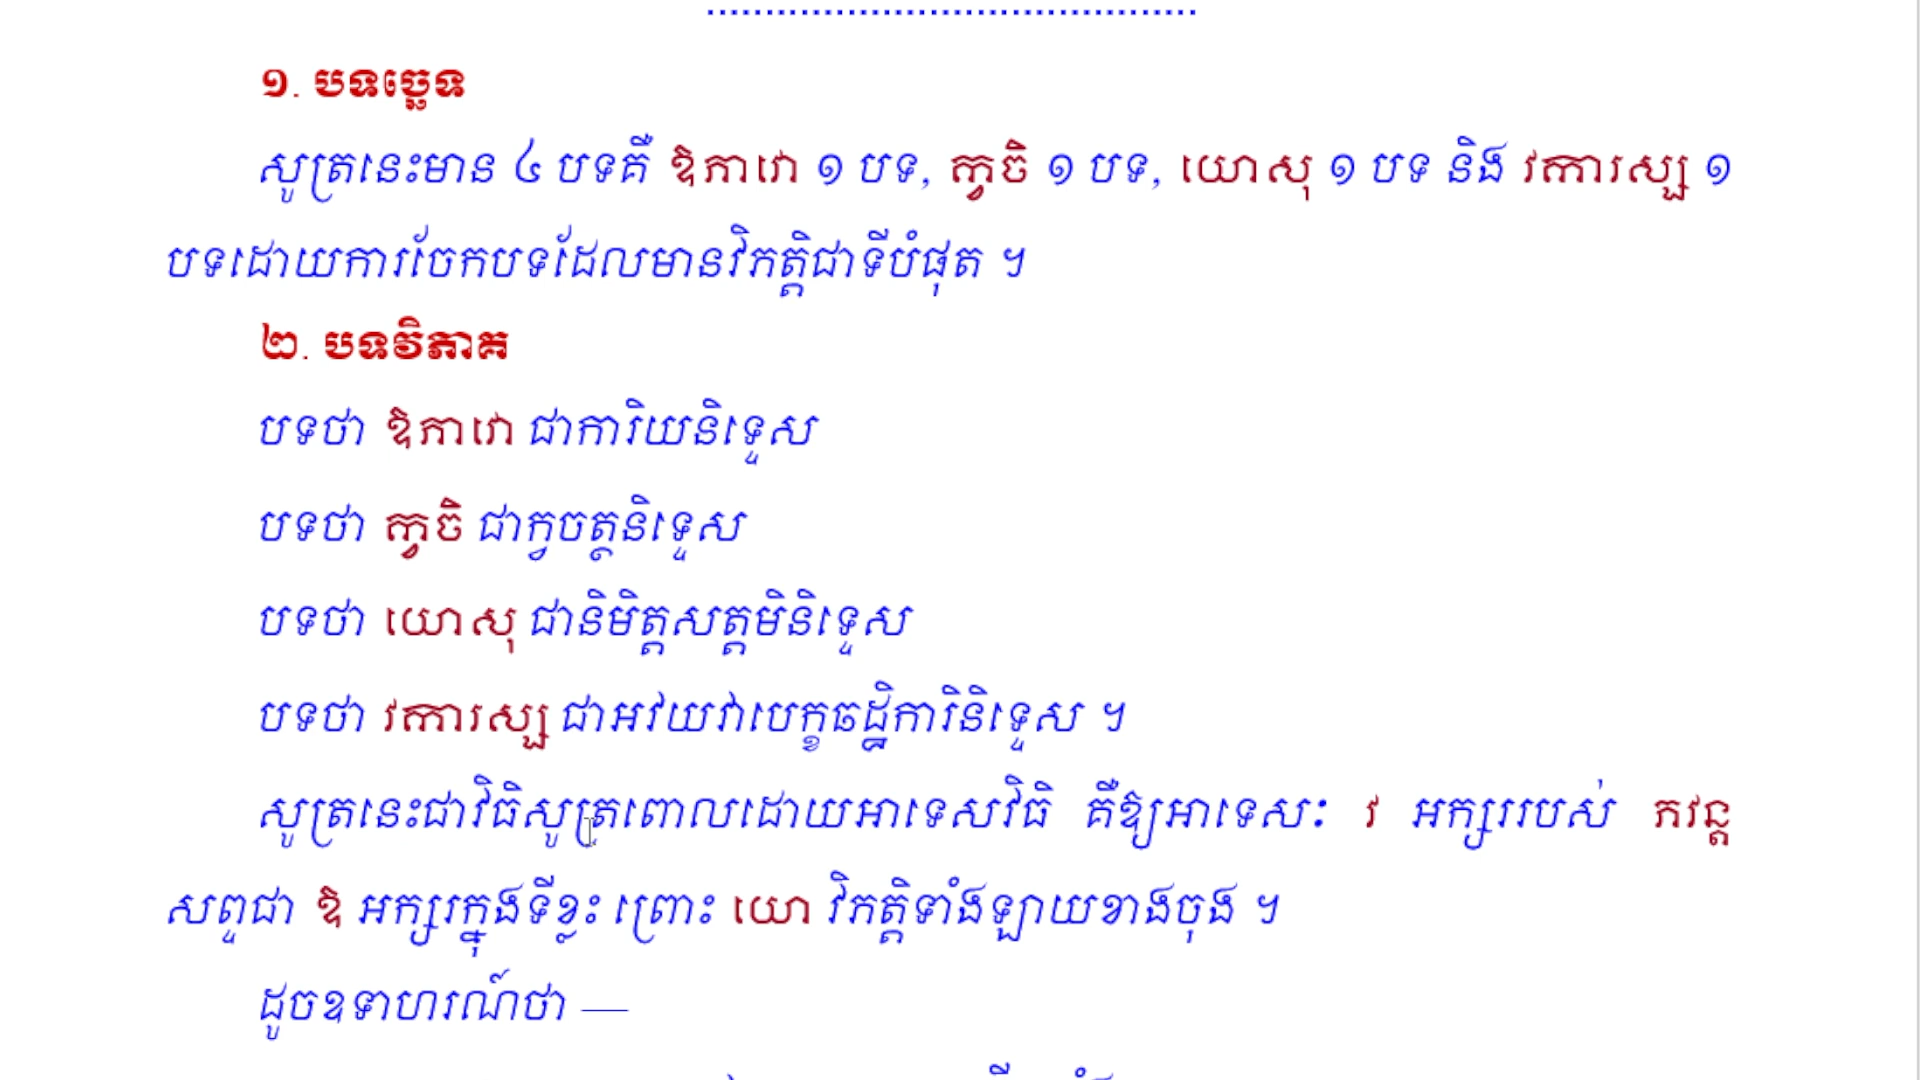 ១. បទច្ឆេទ
សូត្រនេះមាន ៤ បទគឺ ឱភាវោ ១ បទ, ក្វចិ ១ បទ, យោសុ ១ បទ និង វការស្ស ១
បទដោយការចែកបទដែលមានវិភត្តិជាទីបំផុត ។
២. បទវិភាគ
បទថា ឱភាវោ ជាការិយនិទ្ទេស
បទថា ក្វចិ ជាក្វចត្ថនិទ្ទេស
បទថា យោសុ ជានិមិត្តសត្តមិនិទ្ទេស
បទថា វការស្ស ជាអវយវាបេក្ខឆដ្ឋិការិនិទ្ទេស ។
សូត្រនេះជាវិធិសូត្រពោលដោយអាទេសវិធិ គឺឱ្យអាទេសៈ វ អក្សររបស់ ភវន្ត
សព្ទជា ឱ អក្សរក្នុងទីខ្លះ ព្រោះ យោ វិភត្តិទាំងឡាយខាងចុង ។
ដូចឧទាហរណ៍ថា —